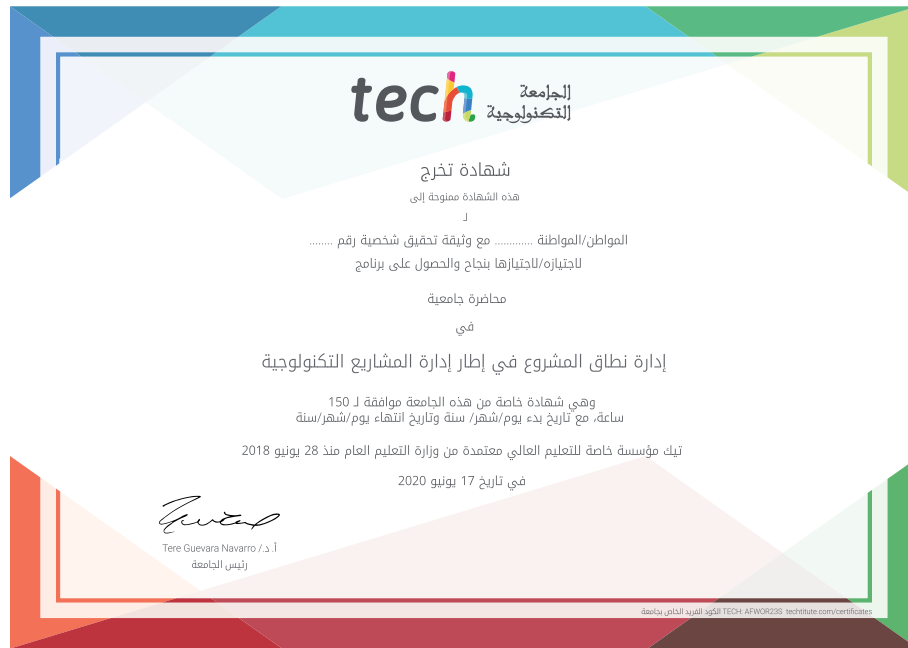 tech الجامعة
التكنولوجية
شهادة تخرج
هذه الشهادة ممنوحة إلى
لـ
المواطن/المواطنة ............. مع وثيقة تحقيق شخصية رقم ........
لاجتيازه/لاجتيازها بنجاح والحصول على برنامج
محاضرة جامعية
في
إدارة نطاق المشروع في إطار إدارة المشاريع التكنولوجية
وهي شهادة خاصة من هذه الجامعة موافقة لـ 150
ساعة، مع تاريخ بدء يوم/شهر/ سنة وتاريخ انتهاء يوم/شهر/سنة
تيك مؤسسة خاصة للتعليم العالي معتمدة من وزارة التعليم العام منذ 28 يونيو 2018
في تاريخ 17 يونيو 2020
أ. د./ Tere Guevara Navarro
رئيس الجامعة
الكود الفريد الخاص بجامعة TECH: AFWOR23S techtitute.com/certificates